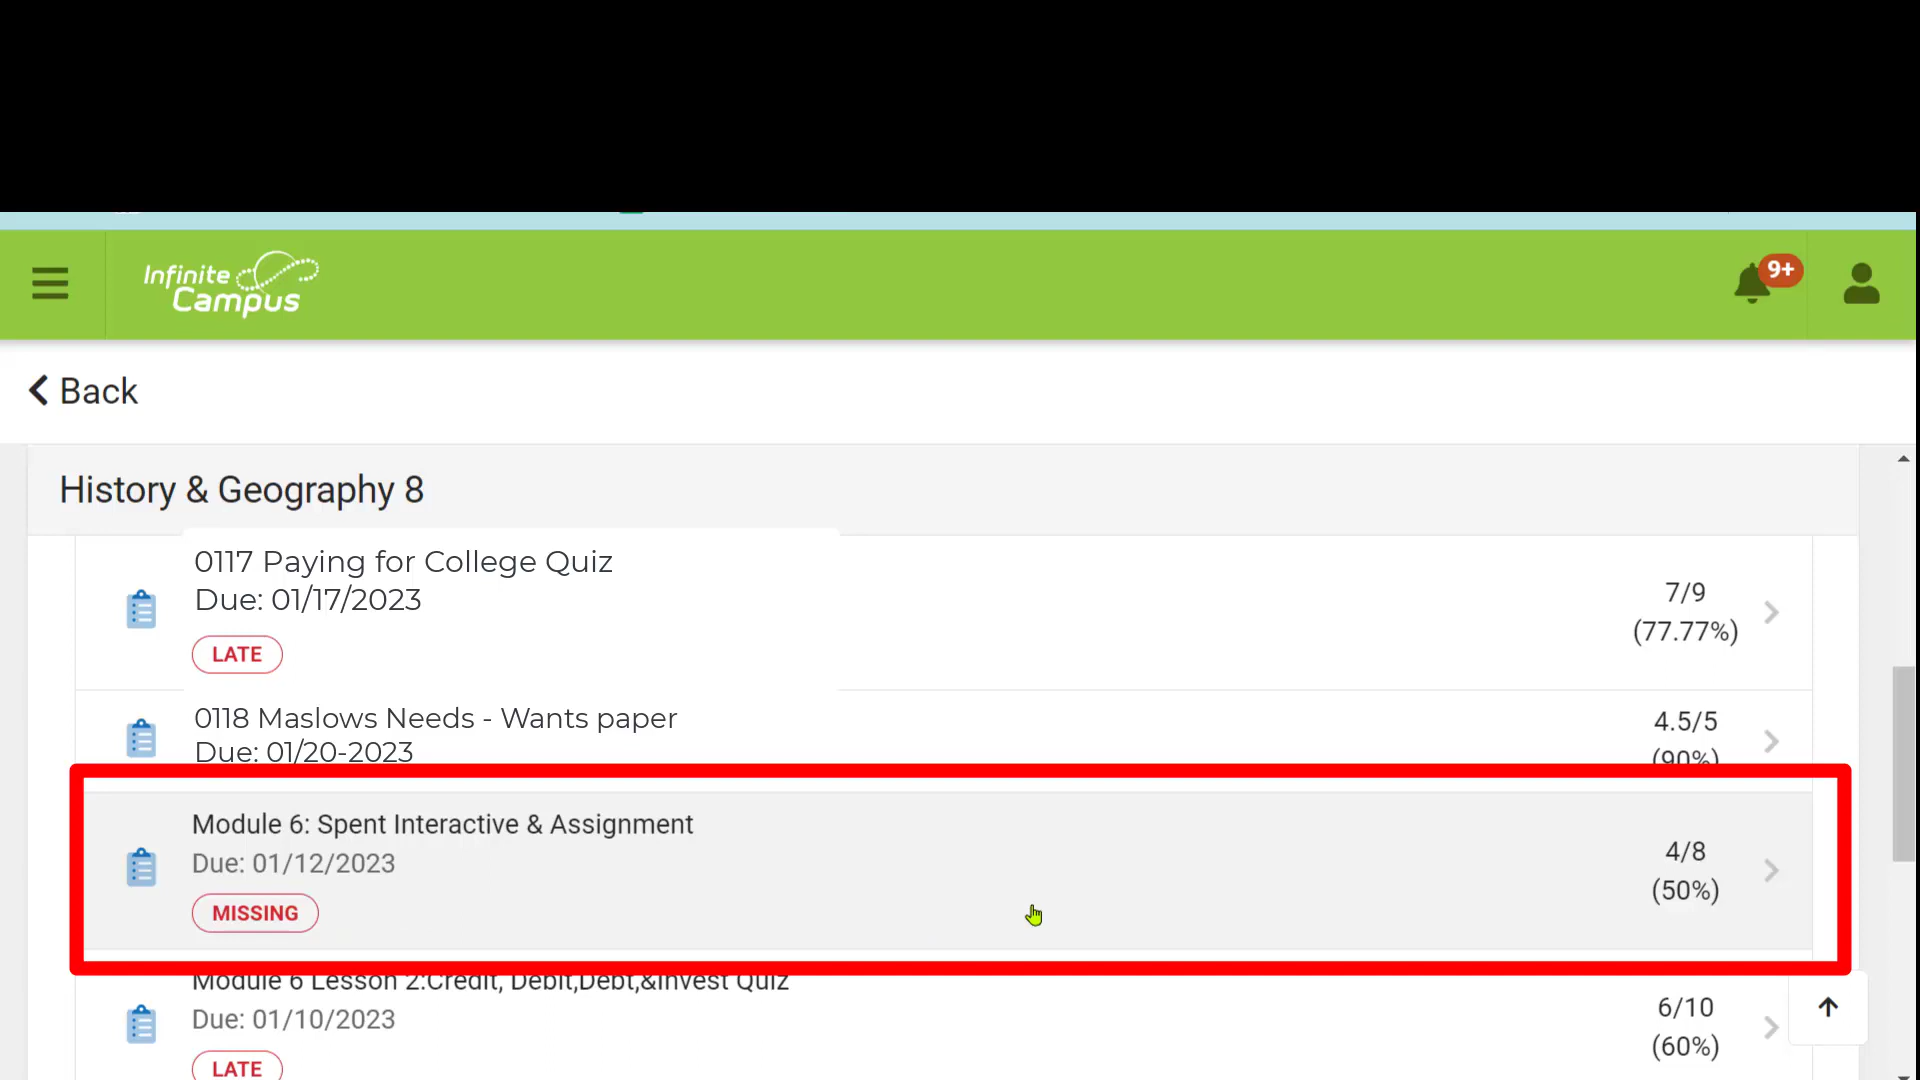 Infinite
Campus
9+
Back
History & Geography 8
0117 Paying for College Quiz
Due: 01/17/2023
LATE
7/9
(77.77%)
0118 Maslows Needs - Wants paper
Due: 01/20-2023
4.5/5
(90%)
Module 6: Spent Interactive & Assignment
Due: 01/12/2023
MISSING
4/8
(50%)
Module 6 Lesson 2:Credit, Debit,Debt,&Invest Quiz
Due: 01/10/2023
LATE
6/10
(60%)